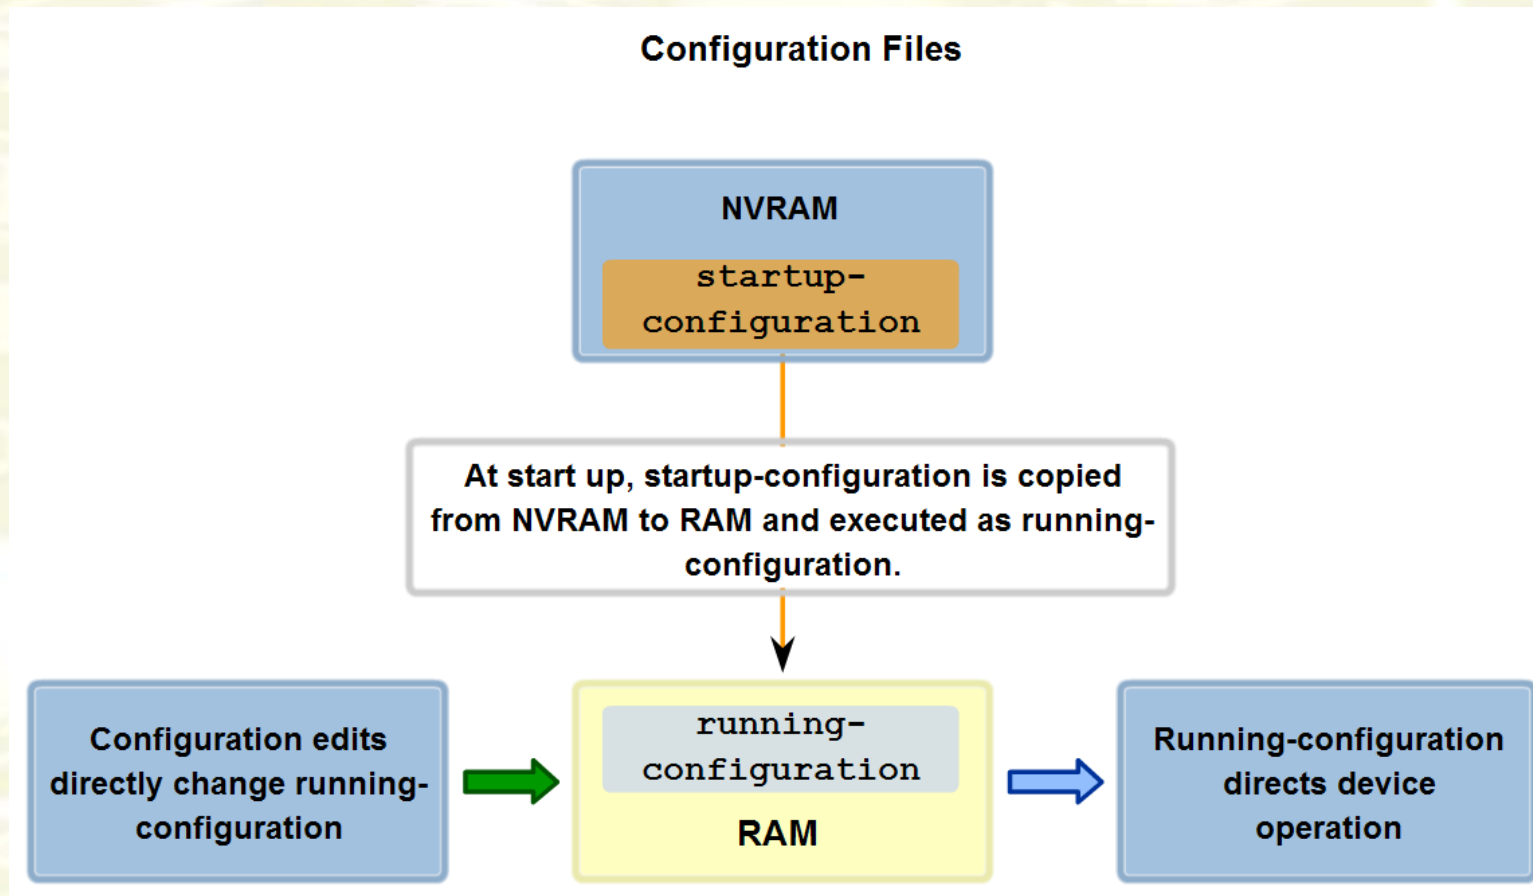 Configuration Files
NVRAM
startup-
configuration
At start up, startup-configuration is copied
from NVRAM to RAM and executed as running-
configuration.
Configuration edits
directly change running-
configuration
running-
configuration
RAM
Running-configuration
directs device
operation